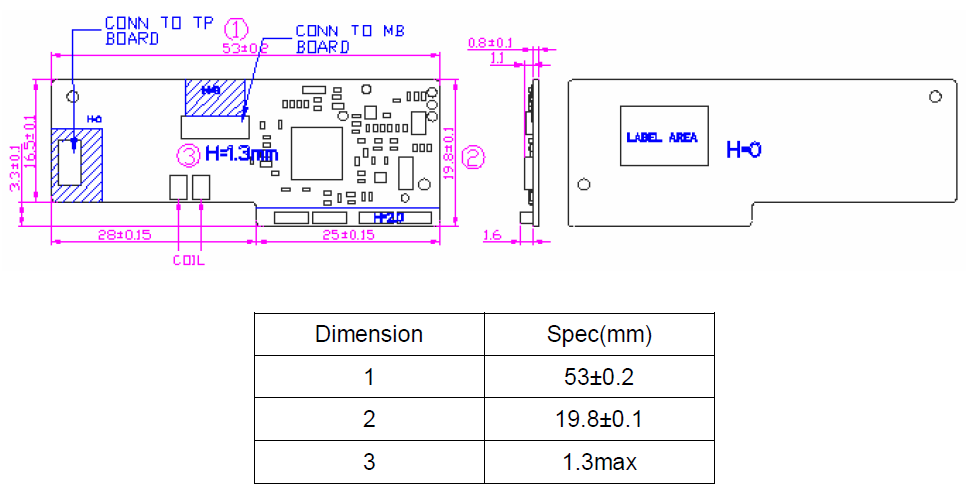 CONN TO TP
BOARD
①
CONN TO MB
BOARD
53±0.2
0.8±0.1
1.1
H=0
H=0
③ H=1.3mm
16.5±0.1
3.3±0.1
19.8±0.1
②
H=2.0
28±0.15
25±0.15
1.6
COIL
LABEL AREA
H=0
Dimension Spec(mm)
1 53±0.2
2 19.8±0.1
3 1.3max